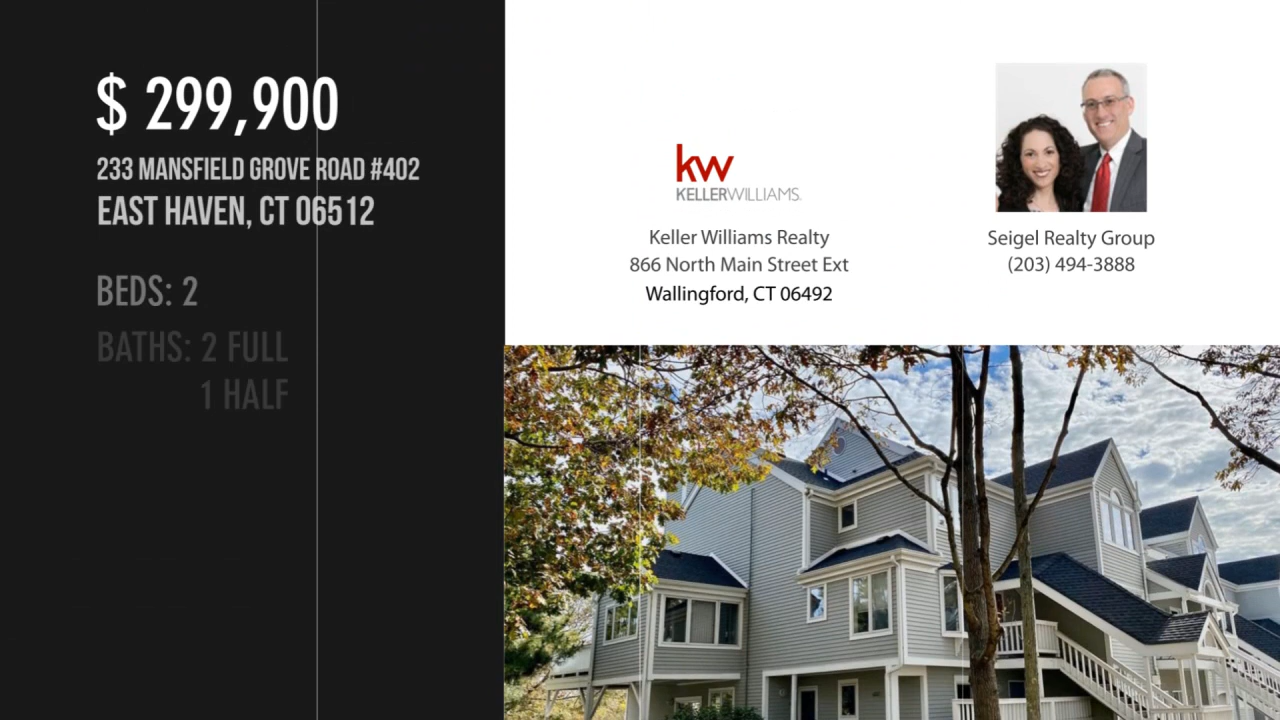 $ 299,900
233 MANSFIELD GROVE ROAD #402
EAST HAVEN, CT 06512
BEDS: 2
BATHS: 2 FULL
1 HALF
kw
KELLERWILLIAMS.
Keller Williams Realty
866 North Main Street Ext
Wallingford, CT 06492
Seigel Realty Group
(203) 494-3888